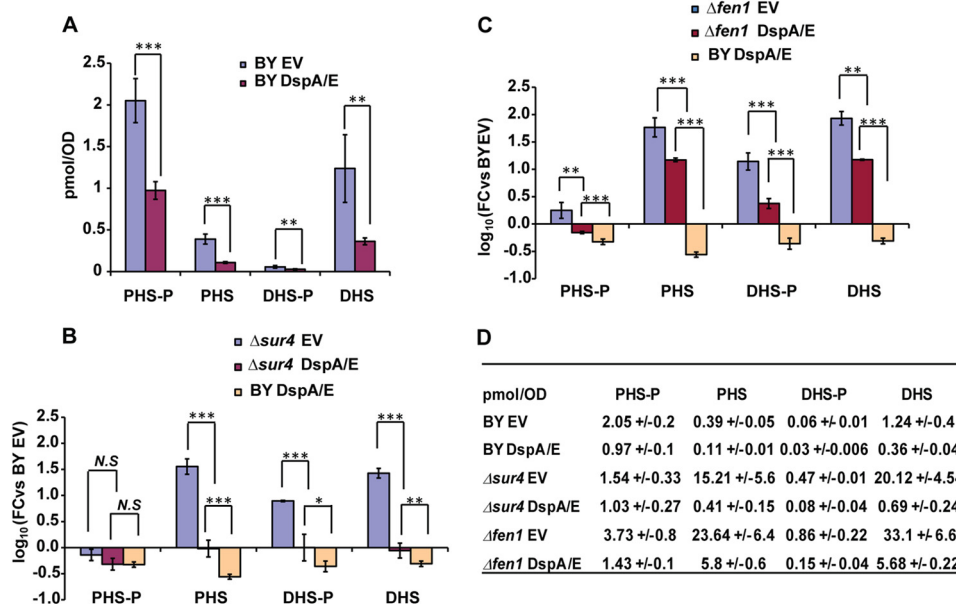 A
BY EV
BY DspA/E
pmol/OD
2.5
2
1.5
1
0.5
0
***
***
**
**
PHS-P PHS DHS-P DHS
B
Δsur4 EV
Δsur4 DspA/E
BY DspA/E
log10(FCvs BY EV)
2.5
2.0
1.5
1.0
0.5
0.0
-0.5
-1.0
N.S
N.S
***
***
***
*
***
**
PHS-P PHS DHS-P DHS
C
Δfen1 EV
Δfen1 DspA/E
BY DspA/E
log10(FCvs BY EV)
2.5
2.0
1.5
1.0
0.5
0.0
-0.5
-1.0
**
***
***
***
***
***
**
***
PHS-P PHS DHS-P DHS
D
pmol/OD PHS-P PHS DHS-P DHS
BY EV 2.05 +/-0.2 0.39 +/-0.05 0.06 +/-0.01 1.24 +/-0.4
BY DspA/E 0.97 +/-0.1 0.11 +/-0.01 0.03 +/-0.006 0.36 +/-0.04
Δsur4 EV 1.54 +/-0.33 15.21 +/-5.6 0.47 +/-0.01 20.12 +/-4.54
Δsur4 DspA/E 1.03 +/-0.27 0.41 +/-0.15 0.08 +/-0.04 0.69 +/-0.24
Δfen1 EV 3.73 +/-0.8 23.64 +/-6.4 0.86 +/-0.22 33.1 +/-6.6
Δfen1 DspA/E 1.43 +/-0.1 5.8 +/-0.6 0.15 +/-0.04 5.68 +/-0.22